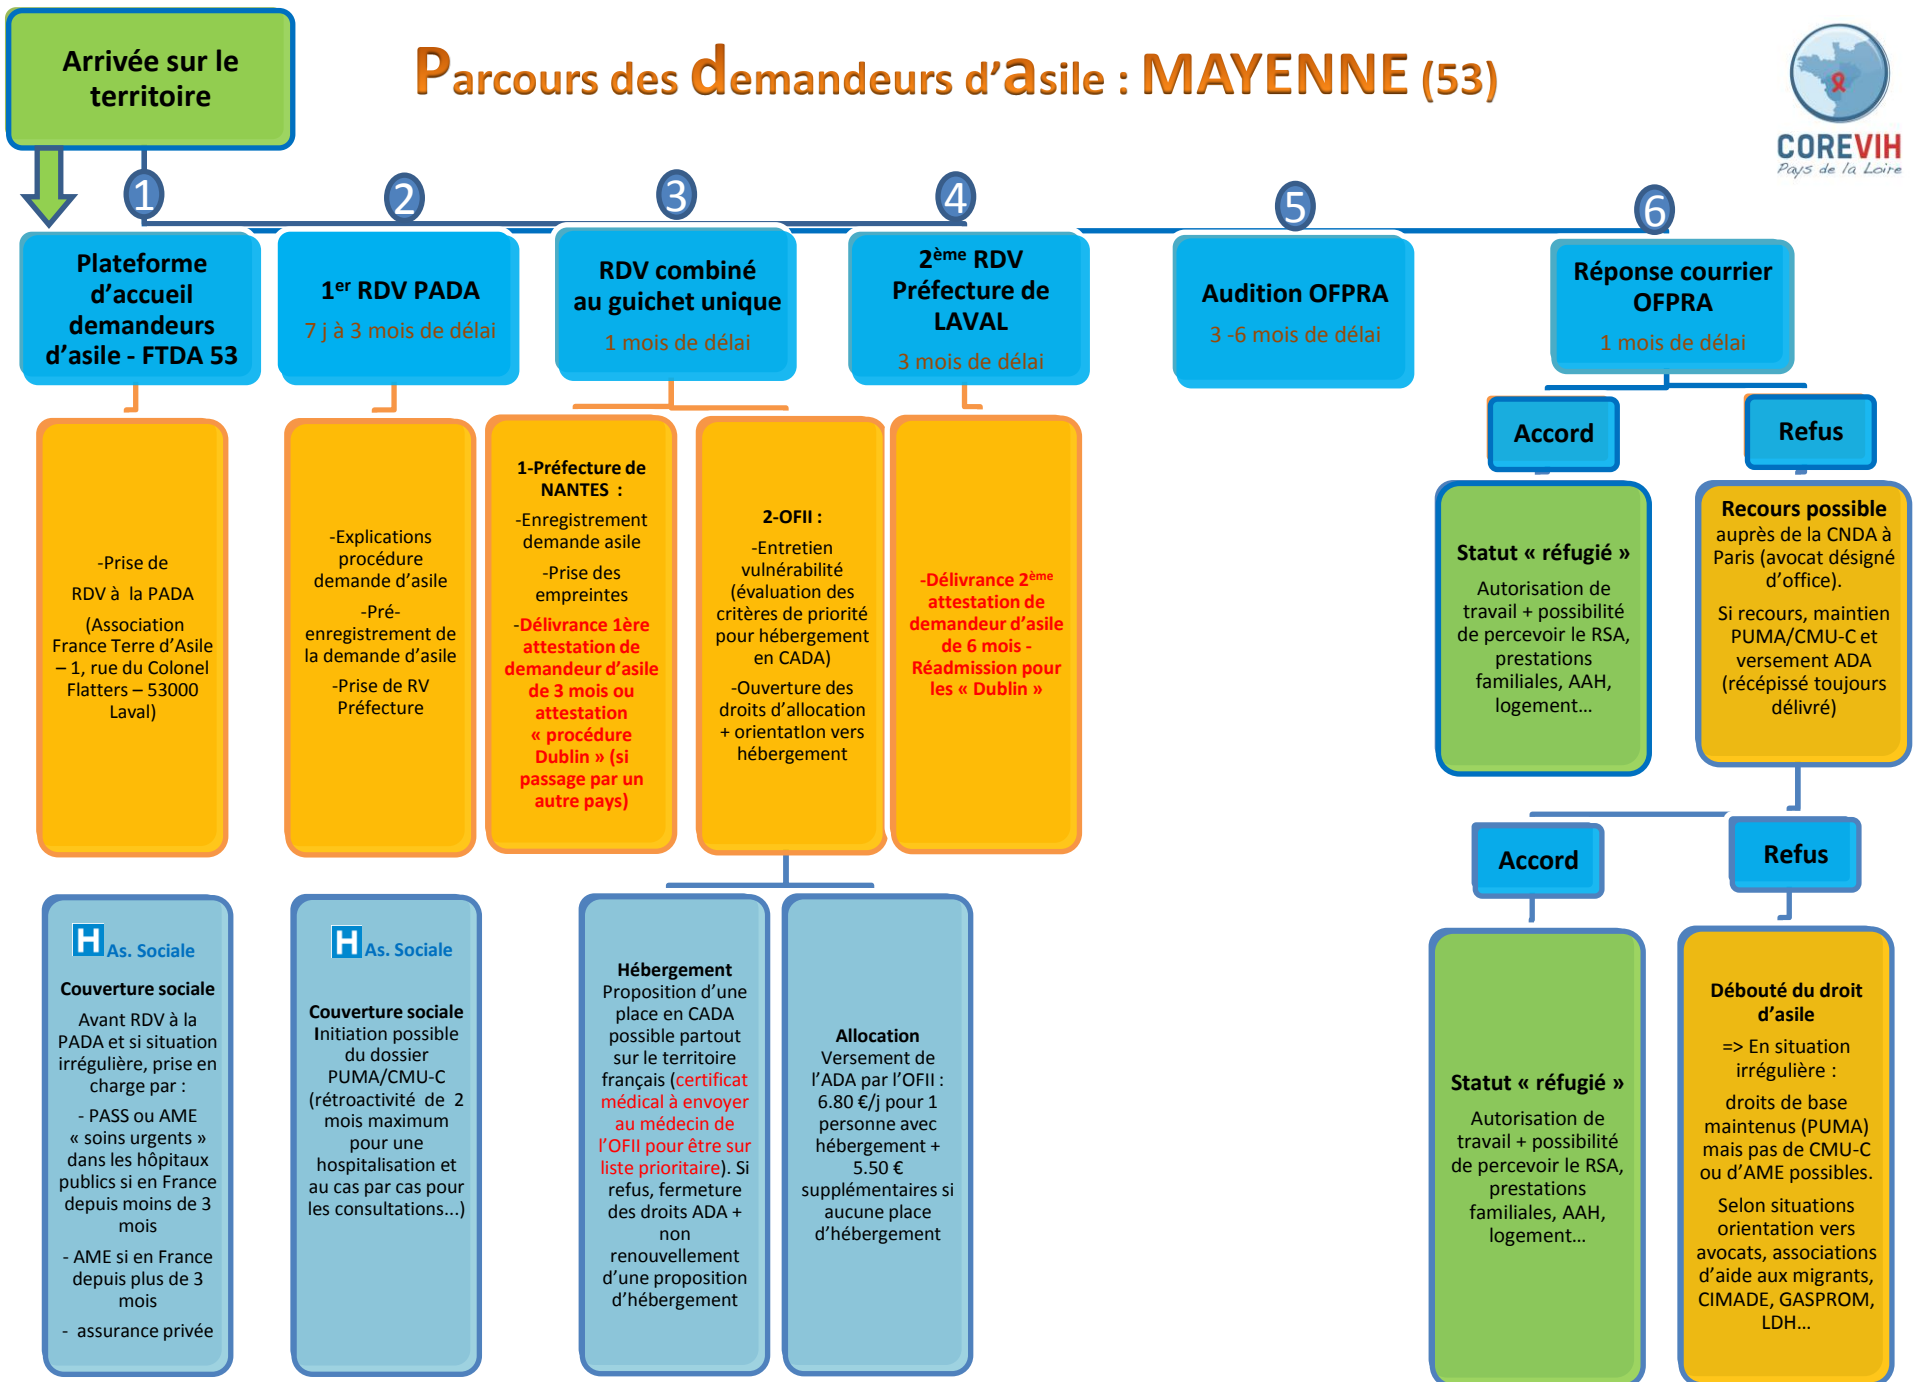 Arrivée sur le
territoire
Parcours des demandeurs d'asile : MAYENNE (53)
COREVIH
Pays de la Loire
1
2
3
4
5
6
Plateforme
d'accueil
demandeurs
d'asile - FTDA 53
1er RDV PADA
7 j à 3 mois de délai
RDV combiné
au guichet unique
1 mois de délai
2ème RDV
Préfecture de
LAVAL
3 mois de délai
Audition OFPRA
3 -6 mois de délai
Réponse courrier
OFPRA
1 mois de délai
-Prise de
RDV à la PADA
(Association
France Terre d'Asile
– 1, rue du Colonel
Flatters – 53000
Laval)
-Explications
procédure
demande d'asile
-Pré-
enregistrement de
la demande d'asile
-Prise de RV
Préfecture
1-Préfecture de
NANTES :
-Enregistrement
demande asile
-Prise des
empreintes
-Délivrance 1ère
attestation de
demandeur d'asile
de 3 mois ou
attestation
« procédure
Dublin » (si
passage par un
autre pays)
2-OFII :
-Entretien
vulnérabilité
(évaluation des
critères de priorité
pour hébergement
en CADA)
-Ouverture des
droits d'allocation
+ orientatIon vers
hébergement
-Délivrance 2ème
attestation de
demandeur d'asile
de 6 mois -
Réadmission pour
les « Dublin »
Accord
Refus
Statut « réfugié »
Autorisation de
travail + possibilité
de percevoir le RSA,
prestations
familiales, AAH,
logement...
Recours possible
auprès de la CNDA à
Paris (avocat désigné
d'office).
Si recours, maintien
PUMA/CMU-C et
versement ADA
(récépissé toujours
délivré)
Accord
Refus
H As. Sociale
Couverture sociale
Avant RDV à la
PADA et si situation
irrégulière, prise en
charge par :
- PASS ou AME
« soins urgents »
dans les hôpitaux
publics si en France
depuis moins de 3
mois
- AME si en France
depuis plus de 3
mois
- assurance privée
H As. Sociale
Couverture sociale
Initiation possible
du dossier
PUMA/CMU-C
(rétroactivité de 2
mois maximum
pour une
hospitalisation et
au cas par cas pour
les consultations...)
Hébergement
Proposition d'une
place en CADA
possible partout
sur le territoire
français (certificat
médical à envoyer
au médecin de
l'OFII pour être sur
liste prioritaire). Si
refus, fermeture
des droits ADA +
non
renouvellement
d'une proposition
d'hébergement
Allocation
Versement de
l'ADA par l'OFII :
6.80 €/j pour 1
personne avec
hébergement +
5.50 €
supplémentaires si
aucune place
d'hébergement
Statut « réfugié »
Autorisation de
travail + possibilité
de percevoir le RSA,
prestations
familiales, AAH,
logement...
Débouté du droit
d'asile
=> En situation
irrégulière :
droits de base
maintenus (PUMA)
mais pas de CMU-C
ou d'AME possibles.
Selon situations
orientation vers
avocats, associations
d'aide aux migrants,
CIMADE, GASPROM,
LDH...